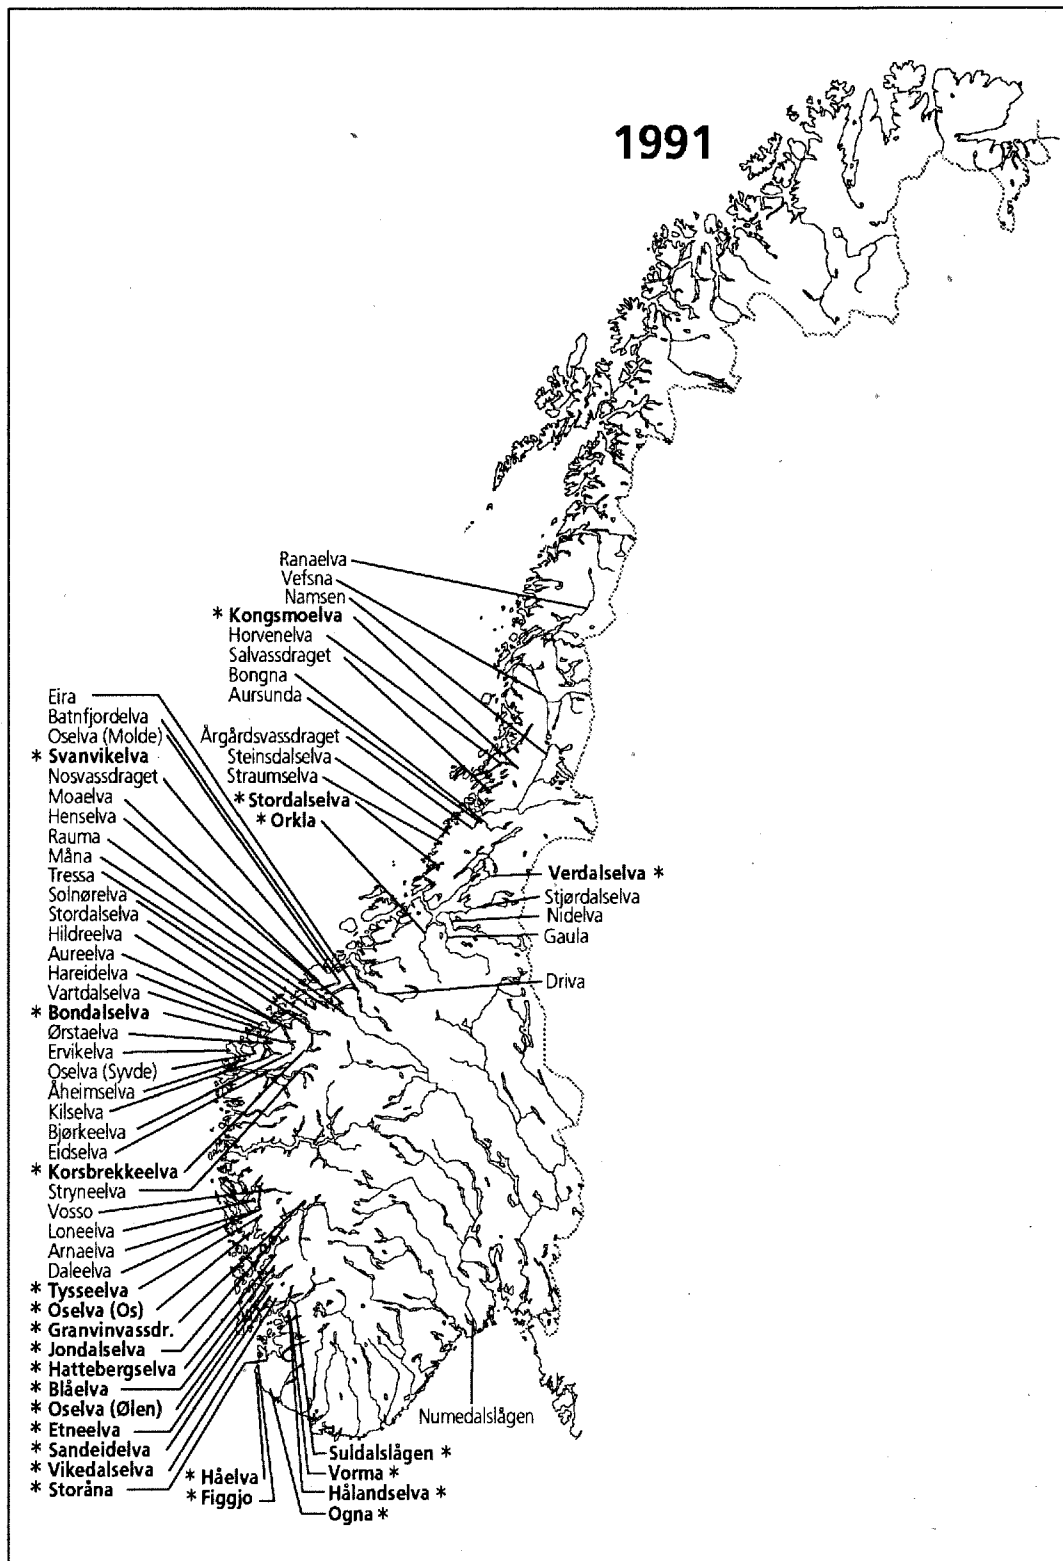 1991
Ranaelva
Vefsna
Namsen
* Kongsmoelva
Horvenelva
Salvassdraget
Bongna
Aursunda
Årgårdsvassdraget
Steinsdalselva
Straumselva
* Stordalselva
* Orkla
Eira
Batnfjordelva
Oselva (Molde)
* Svanvikelva
Nosvassdraget
Moaelva
Henselva
Rauma
Måna
Tressa
Solnørelva
Stordalselva
Hildreelva
Aureelva
Hareidelva
Vartdalselva
* Bondalselva
Ørstaelva
Ervikelva
Oselva (Syvde)
Åheimselva
Kilselva
Bjørkeelva
Eidselva
* Korsbrekkeelva
Stryneelva
Vosso
Loneelva
Arnaelva
Daleelva
* Tysseelva
* Oselva (Os)
* Granvinvassdr.
* Jondalselva
* Hattebergselva
* Blåelva
* Oselva (Ølen)
* Etneelva
* Sandeidelva
* Vikedalselva
* Storåna
* Håelva
* Figgjo
Verdalselva *
Stjørdalselva
Nidelva
Gaula
Driva
Numedalslågen
Suldalslågen *
Vorma *
Hålandselva *
Ogna *